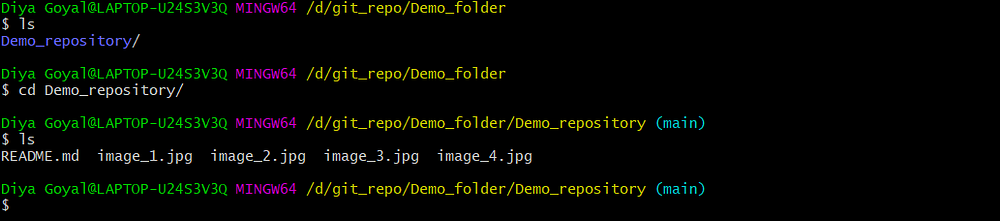 Diya Goyal@LAPTOP-U24S3V3Q MINGW64 /d/git_repo/Demo_folder
$ ls
Demo_repository/
Diya Goyal@LAPTOP-U24S3V3Q MINGW64 /d/git_repo/Demo_folder
$ cd Demo_repository/
Diya Goyal@LAPTOP-U24S3V3Q MINGW64 /d/git_repo/Demo_folder/Demo_repository (main)
$ ls
README.md  image_1.jpg  image_2.jpg  image_3.jpg  image_4.jpg
Diya Goyal@LAPTOP-U24S3V3Q MINGW64 /d/git_repo/Demo_folder/Demo_repository (main)
$